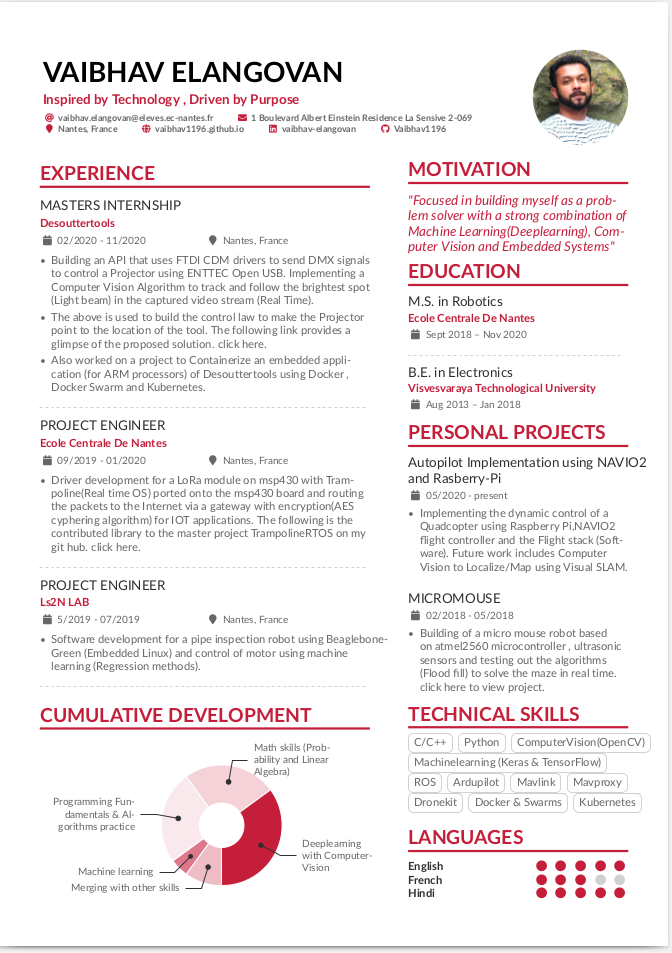 VAIBHAV ELANGOVAN
Inspired by Technology , Driven by Purpose
vaibhav.elangovan@eleves.ec-nantes.fr 1 Boulevard Albert Einstein Residence La Sensive 2-069
Nantes, France vaibhav1196.github.io vaibhav-elangovan Vaibhav1196
EXPERIENCE
MASTERS INTERNSHIP
Desouttertools
02/2020 - 11/2020 Nantes, France
• Building an API that uses FTDI CDM drivers to send DMX signals
to control a Projector using ENTTEC Open USB. Implementing a
Computer Vision Algorithm to track and follow the brightest spot
(Light beam) in the captured video stream (Real Time).
• The above is used to build the control law to make the Projector
point to the location of the tool. The following link provides a
glimpse of the proposed solution. click here.
• Also worked on a project to Containerize an embedded appli-
cation (for ARM processors) of Desouttertools using Docker ,
Docker Swarm and Kubernetes.
PROJECT ENGINEER
Ecole Centrale De Nantes
09/2019 - 01/2020 Nantes, France
• Driver development for a LoRa module on msp430 with Tram-
poline(Real time OS) ported onto the msp430 board and routing
the packets to the Internet via a gateway with encryption(AES
cyphering algorithm) for IOT applications. The following is the
contributed library to the master project TrampolineRTOS on my
git hub. click here.
PROJECT ENGINEER
Ls2N LAB
5/2019 - 07/2019 Nantes, France
• Software development for a pipe inspection robot using Beaglebone-
Green (Embedded Linux) and control of motor using machine
learning (Regression methods).
CUMULATIVE DEVELOPMENT
Math skills (Prob-
ability and Linear
Algebra)
Programming Fun-
damentals & Al-
gorithms practice
Deeplearning
with Computer-
Vision
Machine learning
Merging with other skills
MOTIVATION
"Focused in building myself as a prob-
lem solver with a strong combination of
Machine Learning(Deeplearning), Com-
puter Vision and Embedded Systems"
EDUCATION
M.S. in Robotics
Ecole Centrale De Nantes
Sept 2018 – Nov 2020
B.E. in Electronics
Visvesvaraya Technological University
Aug 2013 – Jan 2018
PERSONAL PROJECTS
Autopilot Implementation using NAVIO2
and Rasberry-Pi
05/2020 - present
• Implementing the dynamic control of a
Quadcopter using Raspberry Pi,NAVIO2
flight controller and the Flight stack (Soft-
ware). Future work includes Computer
Vision to Localize/Map using Visual SLAM.
MICROMOUSE
02/2018 - 05/2018
• Building of a micro mouse robot based
on atmel2560 microcontroller , ultrasonic
sensors and testing out the algorithms
(Flood fill) to solve the maze in real time.
click here to view project.
TECHNICAL SKILLS
C/C++ Python ComputerVision(OpenCV)
Machinelearning (Keras & TensorFlow)
ROS Ardupilot Mavlink Mavproxy
Dronekit Docker & Swarms Kubernetes
LANGUAGES
English
French
Hindi